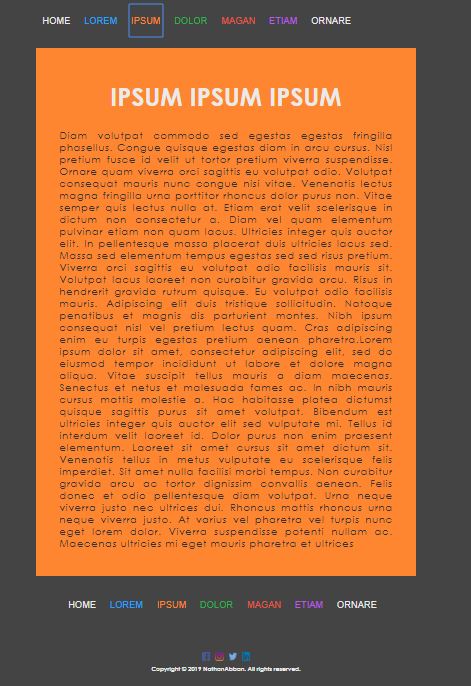 HOME LOREM IPSUM DOLOR MAGAN ETIAM ORNARE
IPSUM IPSUM IPSUM
Diam volutpat commodo sed egestas egestas fringilla
phasellus. Congue quisque egestas diam in arcu cursus. Nisl
pretium fusce id velit ut tortor pretium viverra suspendisse.
Ornare quam viverra orci sagittis eu volutpat odio. Volutpat
consequat mauris nunc congue nisi vitae. Venenatis lectus
magna fringilla urna porttitor rhoncus dolor purus non. Vitae
semper quis lectus nulla at. Etiam erat velit scelerisque in
dictum non consectetur a. Diam vel quam elementum
pulvinar etiam non quam lacus. Ultricies integer quis auctor
elit. In pellentesque massa placerat duis ultricies lacus sed.
Massa sed elementum tempus egestas sed sed risus pretium.
Viverra orci sagittis eu volutpat odio facilisis mauris sit.
Volutpat lacus laoreet non curabitur gravida arcu. Risus in
hendrerit gravida rutrum quisque. Eu volutpat odio facilisis
mauris. Adipiscing elit duis tristique sollicitudin. Natoque
penatibus et magnis dis parturient montes. Nibh ipsum
consequat nisl vel pretium lectus quam. Cras adipiscing
enim eu turpis egestas pretium aenean pharetra.Lorem
ipsum dolor sit amet, consectetur adipiscing elit, sed do
eiusmod tempor incididunt ut labore et dolore magna
aliqua. Vitae suscipit tellus mauris a diam maecenas.
Senectus et netus et malesuada fames ac. In nibh mauris
cursus mattis molestie a. Hac habitasse platea dictumst
quisque sagittis purus sit amet volutpat. Bibendum est
ultricies integer quis auctor elit sed vulputate mi. Tellus id
interdum velit laoreet id. Dolor purus non enim praesent
elementum. Laoreet sit amet cursus sit amet dictum sit.
Venenatis tellus in metus vulputate eu scelerisque felis
imperdiet. Sit amet nulla facilisi morbi tempus. Non curabitur
gravida arcu ac tortor dignissim convallis aenean. Felis
donec et odio pellentesque diam volutpat. Urna neque
viverra justo nec ultrices dui. Rhoncus mattis rhoncus urna
neque viverra justo. At varius vel pharetra vel turpis nunc
eget lorem dolor. Viverra suspendisse potenti nullam ac.
Maecenas ultricies mi eget mauris pharetra et ultrices
HOME LOREM IPSUM DOLOR MAGAN ETIAM ORNARE
Copyright © 2019 NathanAbban. All rights reserved.